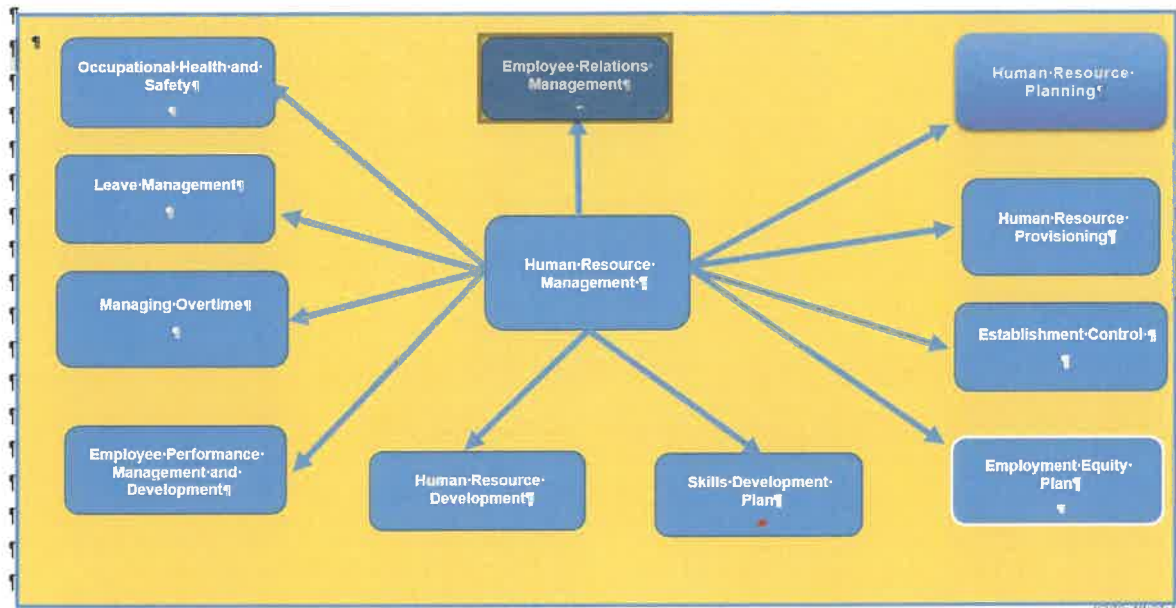 Occupational Health and
Safety
Employee Relations
Management
Human Resource
Planning
Leave Management
Human Resource
Provisioning
Human Resource
Management
Managing Overtime
Establishment Control
Employee Performance
Management and
Development
Human Resource
Development
Skills Development
Plan
Employment Equity
Plan